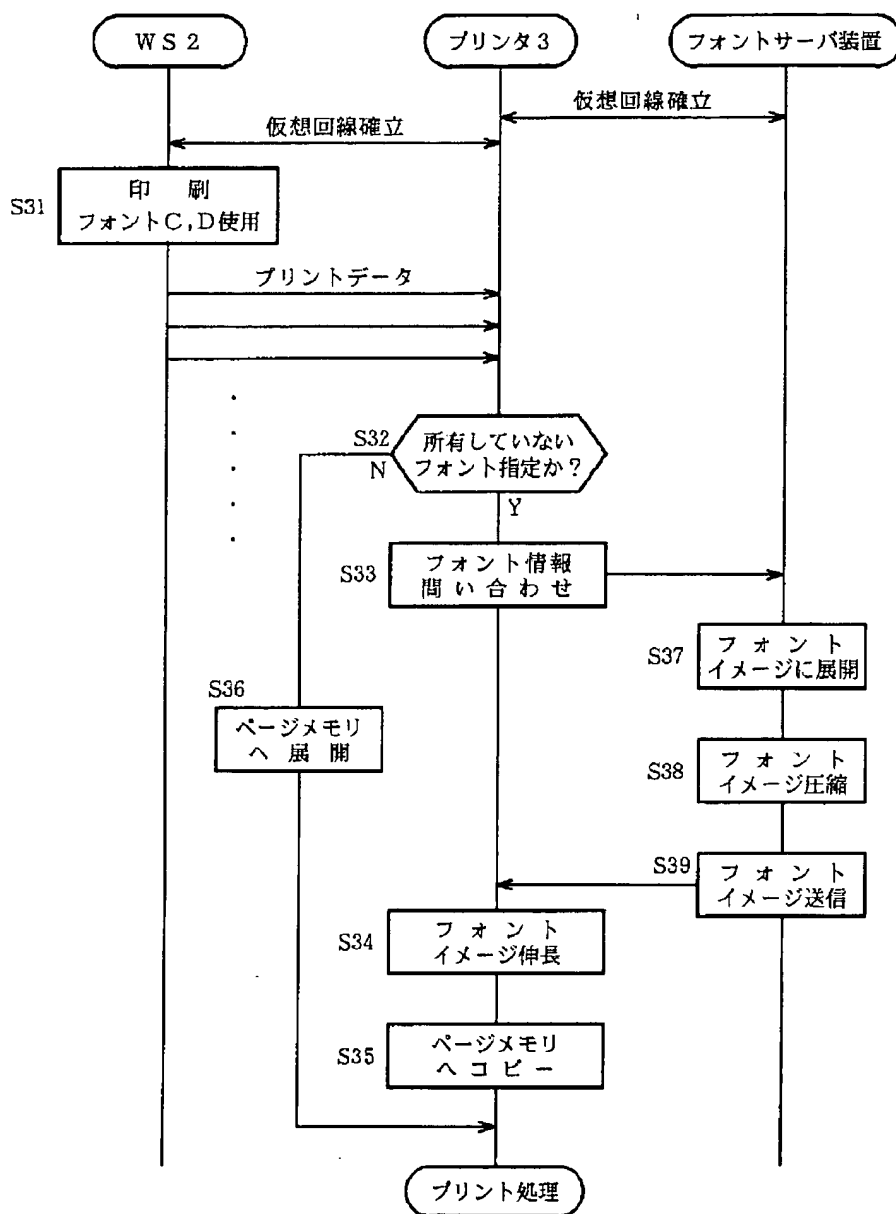 WS2
プリンタ3
フォントサーバ装置
仮想回線確立
仮想回線確立
S31
印刷
フォントC,D使用
プリントデータ
S32
所有していない
フォント指定か?
N
Y
S33
フォント情報
問い合わせ
S37
フォント
イメージに展開
S36
ページメモリ
へ展開
S38
フォント
イメージ圧縮
S39
フォント
イメージ送信
S34
フォント
イメージ伸長
S35
ページメモリ
へコピー
プリント処理